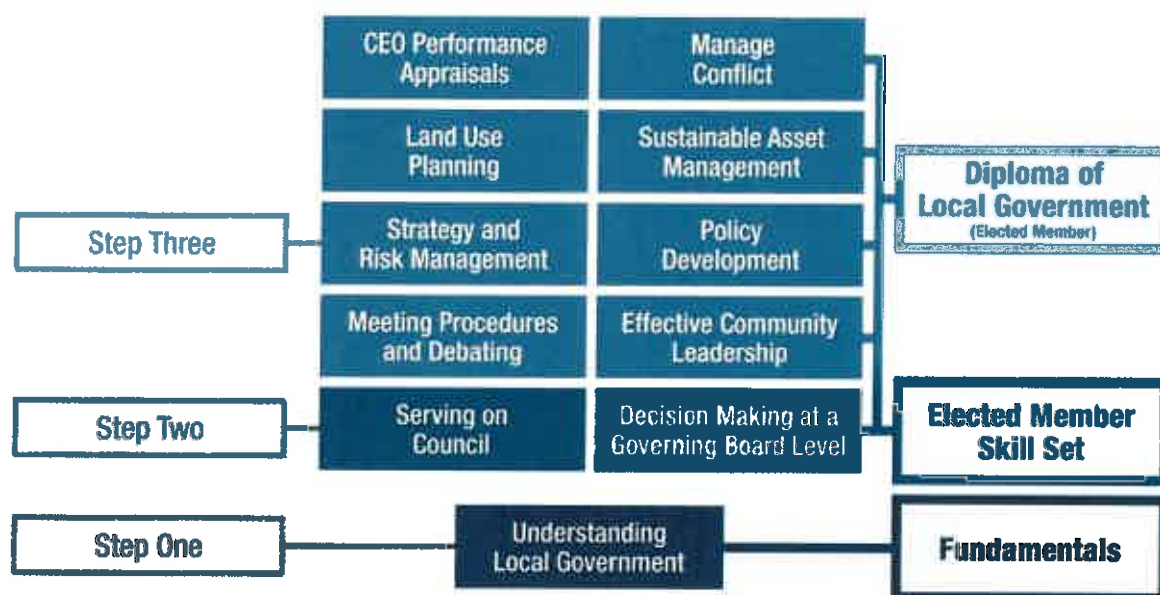 CEO Performance
Appraisals
Manage
Conflict
Land Use
Planning
Sustainable Asset
Management
Diploma of
Local Government
(Elected Member)
Step Three
Strategy and
Risk Management
Policy
Development
Meeting Procedures
and Debating
Effective Community
Leadership
Step Two
Serving on
Council
Decision Making at a
Governing Board Level
Elected Member
Skill Set
Step One
Understanding
Local Government
Fundamentals